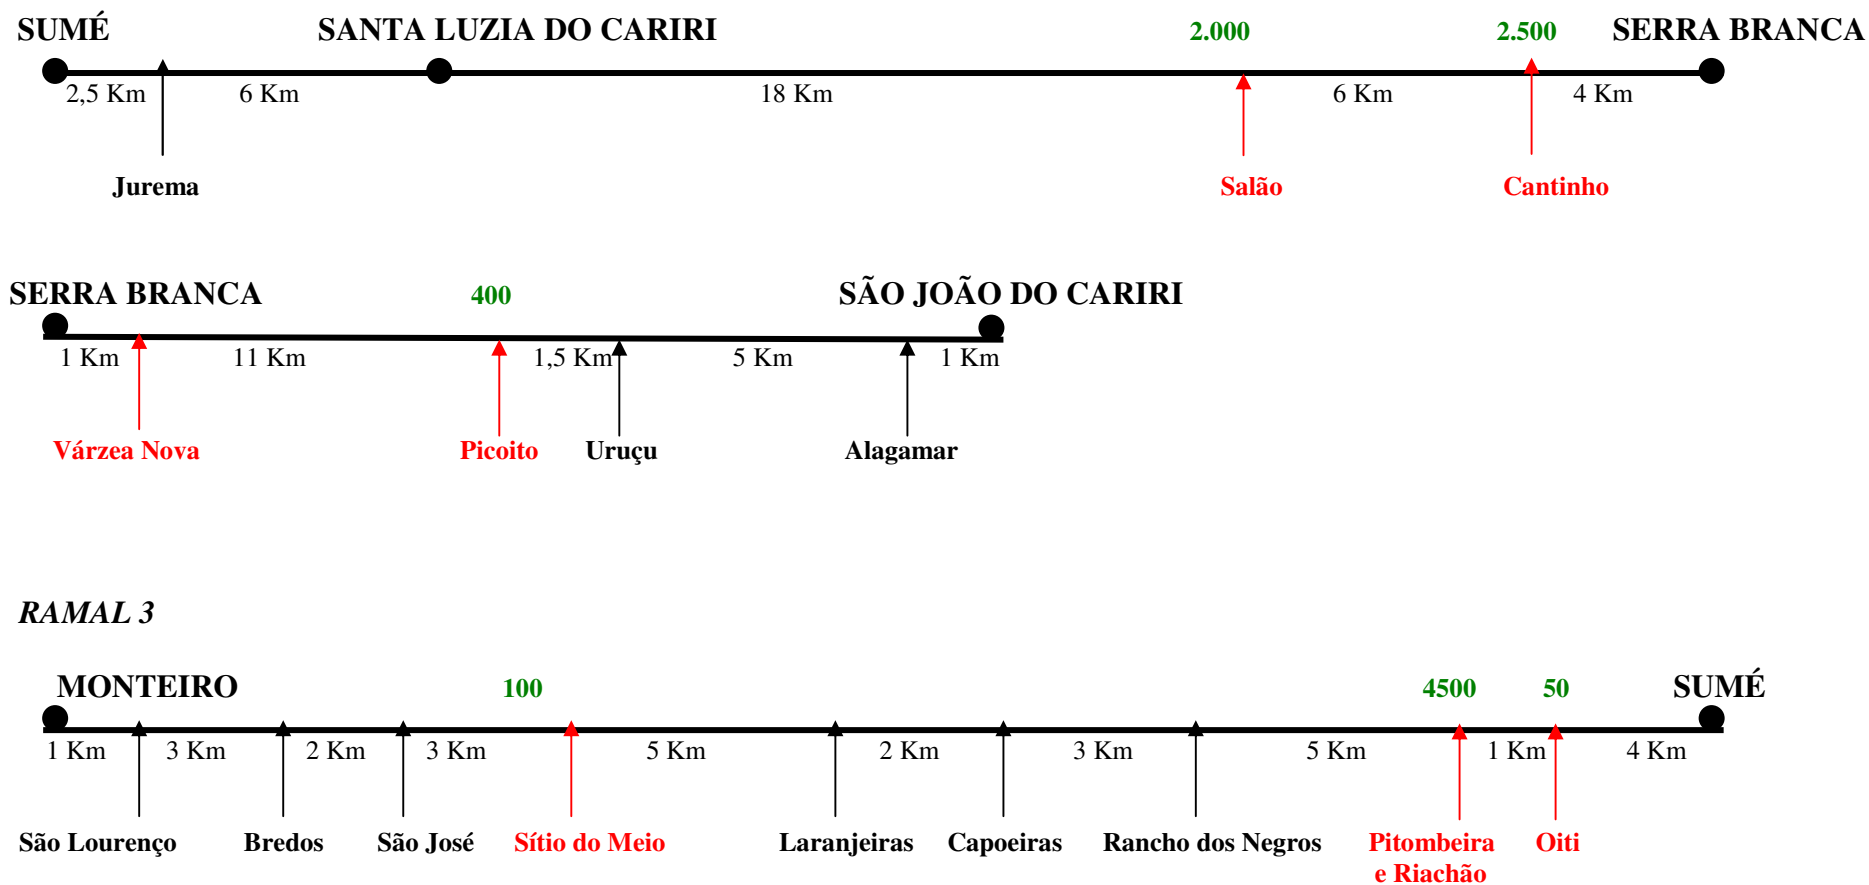 SUMÉ SANTA LUZIA DO CARIRI 2.000 2.500 SERRA BRANCA
2,5 Km 6 Km 18 Km 6 Km 4 Km
Jurema Salão Cantinho
SERRA BRANCA 400 SÃO JOÃO DO CARIRI
1 Km 11 Km 1,5 Km 5 Km 1 Km
Várzea Nova Picoito Uruçu Alagamar
RAMAL 3
MONTEIRO 100 4500 50 SUMÉ
1 Km 3 Km 2 Km 3 Km 5 Km 2 Km 3 Km 5 Km 1 Km 4 Km
São Lourenço Bredos São José Sítio do Meio Laranjeiras Capoeiras Rancho dos Negros Pitombeira Oiti
e Riachão